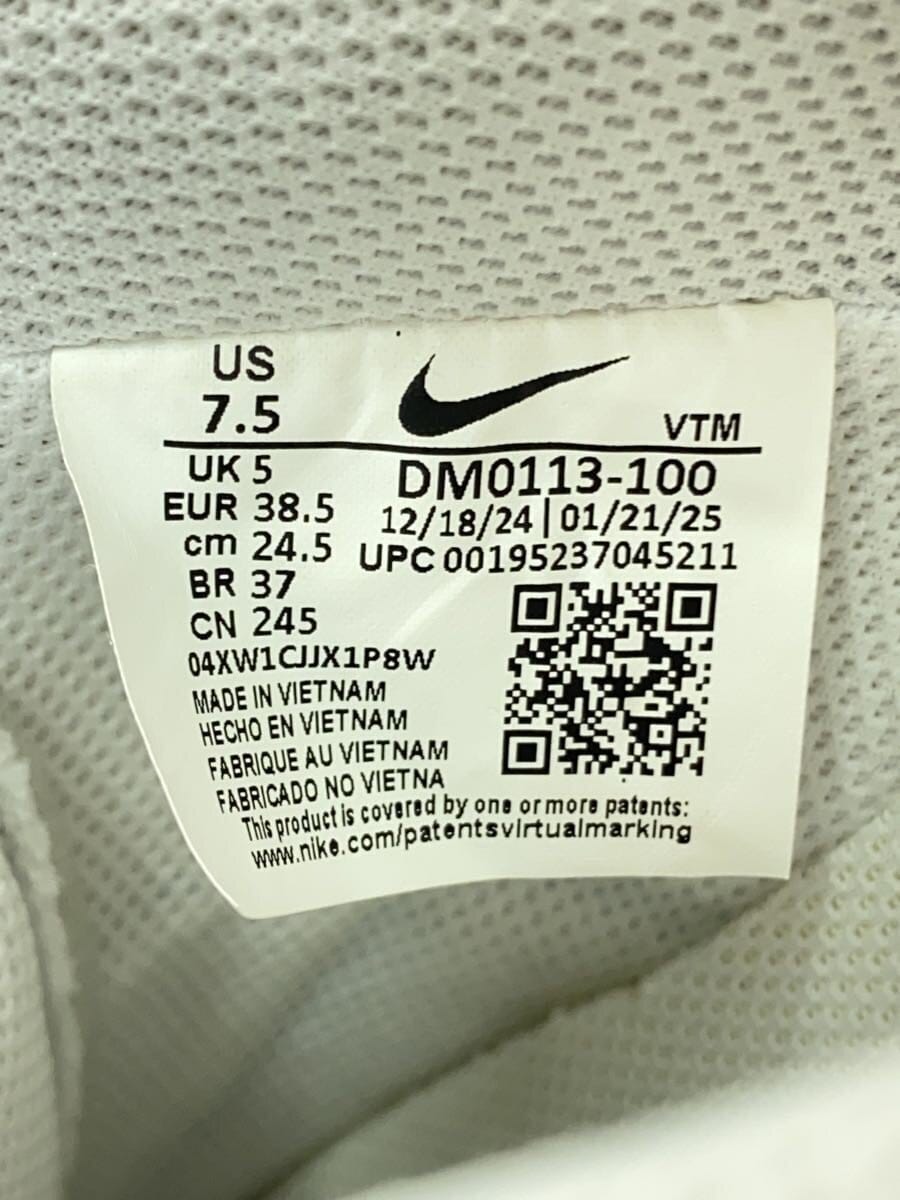 US
7.5
VTM
UK 5
EUR 38.5
cm 24.5
BR 37
CN 245
DM0113-100
12/18/24 | 01/21/25
UPC 00195237045211
04XW1CJJX1P8W
MADE IN VIETNAM
HECHO EN VIETNAM
FABRIQUE AU VIETNAM
FABRICADO NO VIETNA
This product is covered by one or more patents:
www.nike.com/patentsvirtualmarking